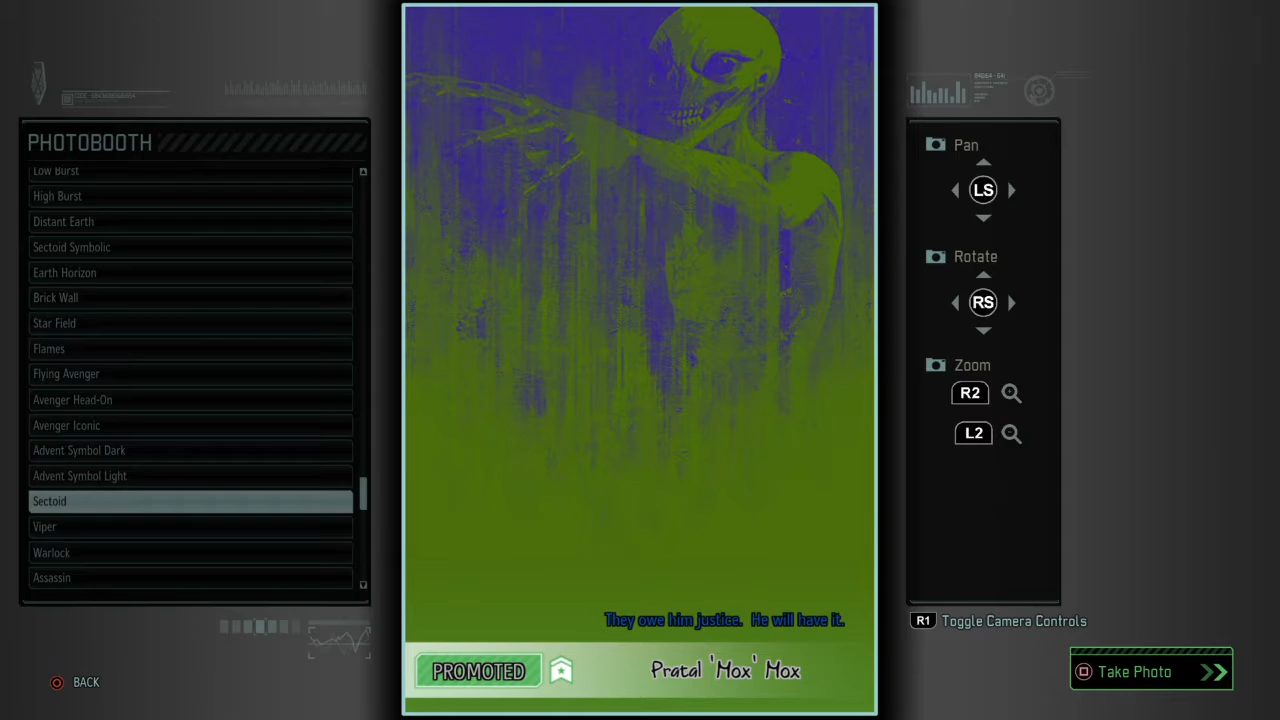 PHOTOBOOTH
Low Burst
High Burst
Distant Earth
Sectoid Symbolic
Earth Horizon
Brick Wall
Star Field
Flames
Flying Avenger
Avenger Head-On
Avenger Iconic
Advent Symbol Dark
Advent Symbol Light
Sectoid
Viper
Warlock
Assassin
BACK
They owe him justice.  He will have it.
PROMOTED
Pratal 'Mox' Mox
Pan
LS
Rotate
RS
Zoom
R2
L2
R1 Toggle Camera Controls
Take Photo